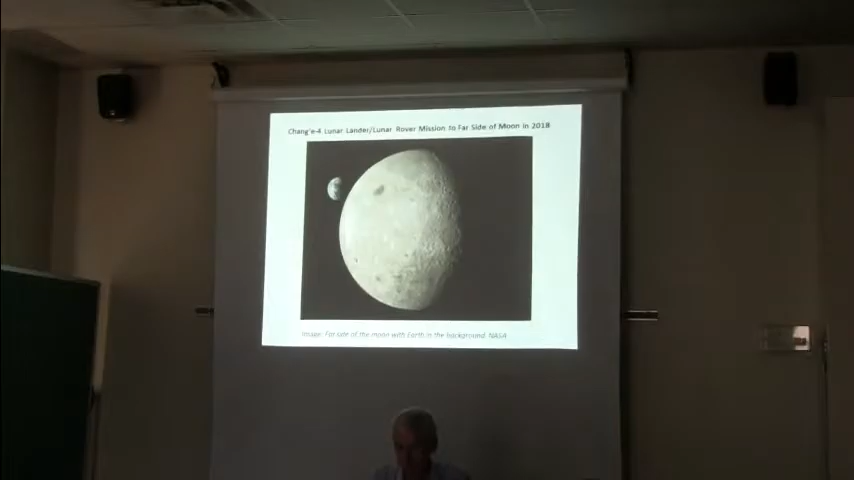 Chang'e-4 Lunar Lander/Lunar Rover Mission to Far Side of Moon in 2018
Image: Far side of the moon with Earth in the background. NASA